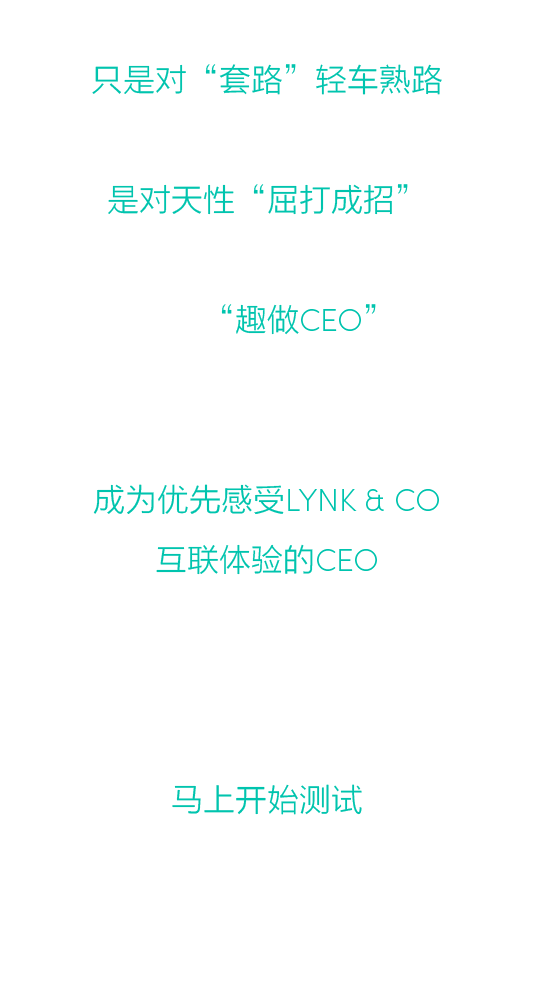 只是对“套路”轻车熟路
是对天性“屈打成招”
“趣做CEO”
成为优先感受LYNK & CO
互联体验的CEO
马上开始测试